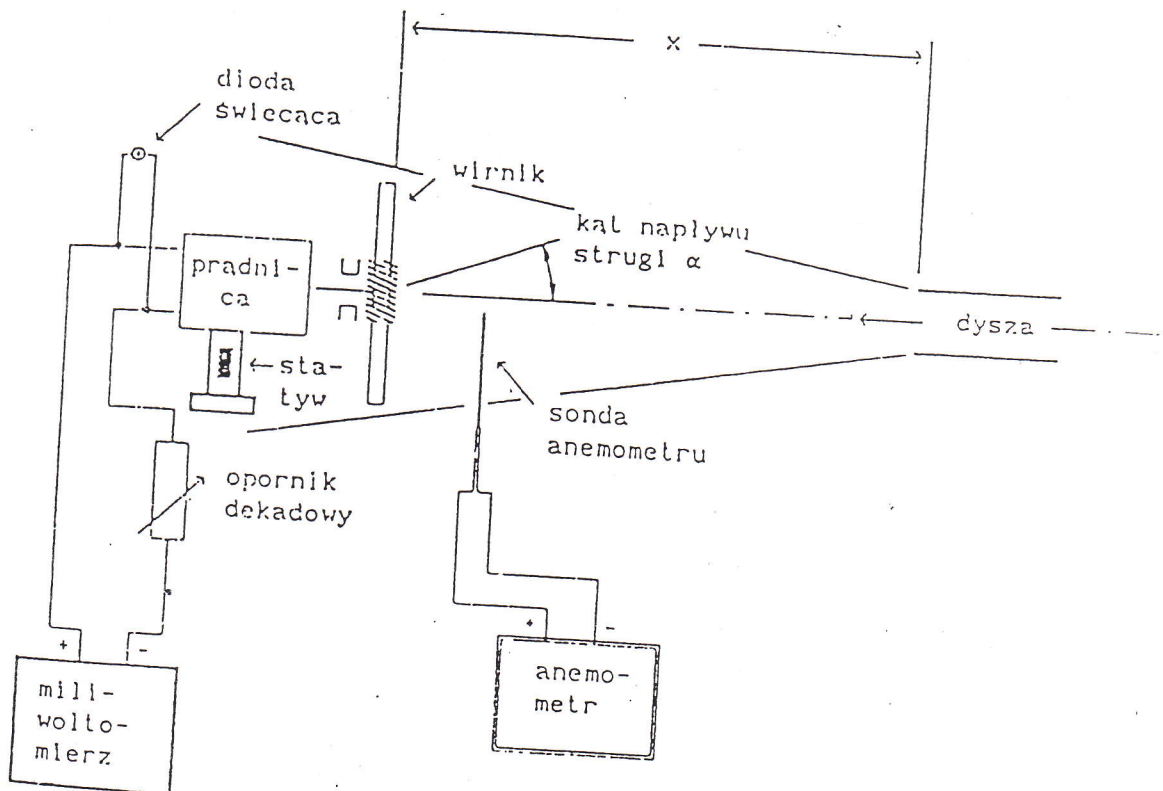 x
dioda
świecąca
wirnik
kąt napływu
strugi α
prądni-
ca
dysza
sta-
tyw
sonda
anemometru
opornik
dekadowy
+
-
+
-
mili-
wolto-
mierz
anemo-
metr